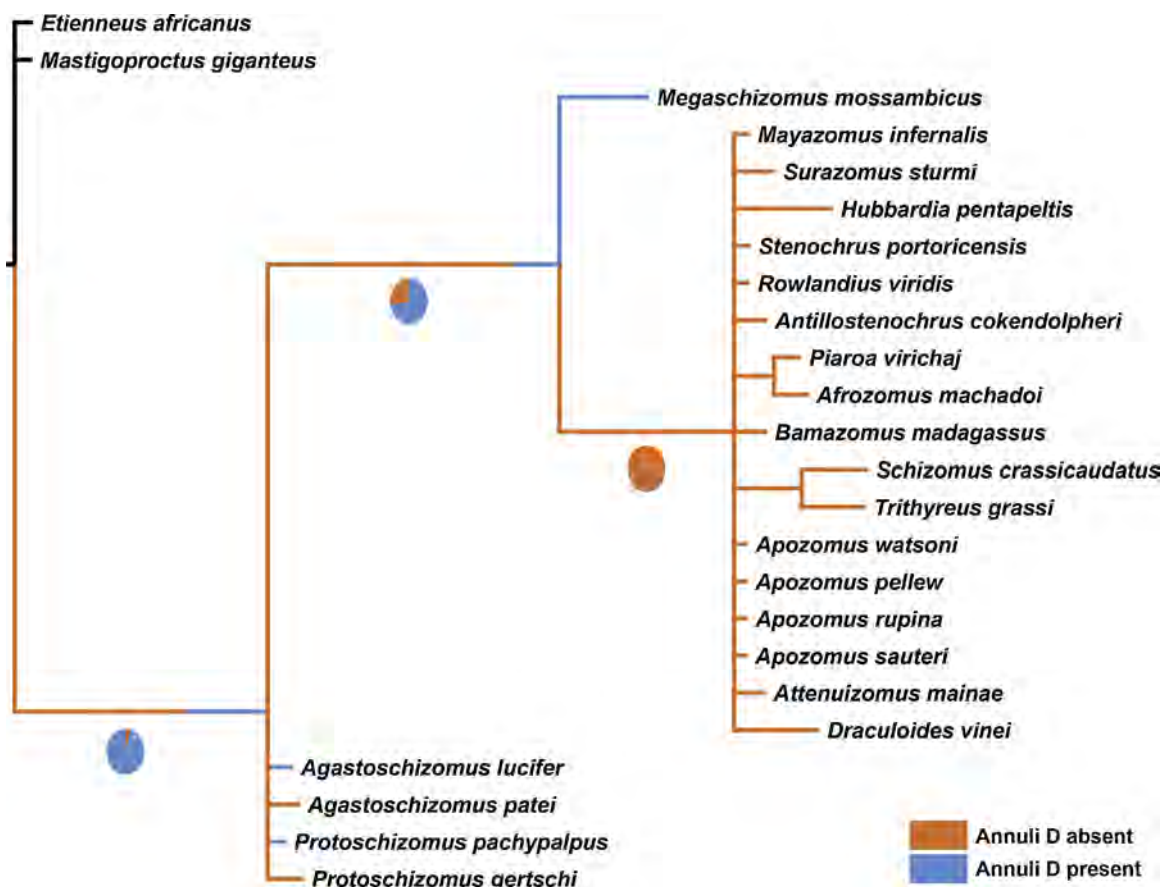 Etienneus africanus
Mastigoproctus giganteus
Megaschizomus mossambicus
Mayazomus infernalis
Surazomus sturmi
Hubbardia pentapeltis
Stenochrus portoricensis
Rowlandius viridis
Antillostenochrus cokendolpheri
Piaroa virichaj
Afrozomus machadoi
Bamazomus madagassus
Schizomus crassicaudatus
Trithyreus grassi
Apozomus watsoni
Apozomus pellew
Apozomus rupina
Apozomus sauteri
Attenuizomus mainae
Draculoides vinei
Agastoschizomus lucifer
Agastoschizomus patei
Protoschizomus pachypalpus
Protoschizomus gertschi
Annuli D absent
Annuli D present